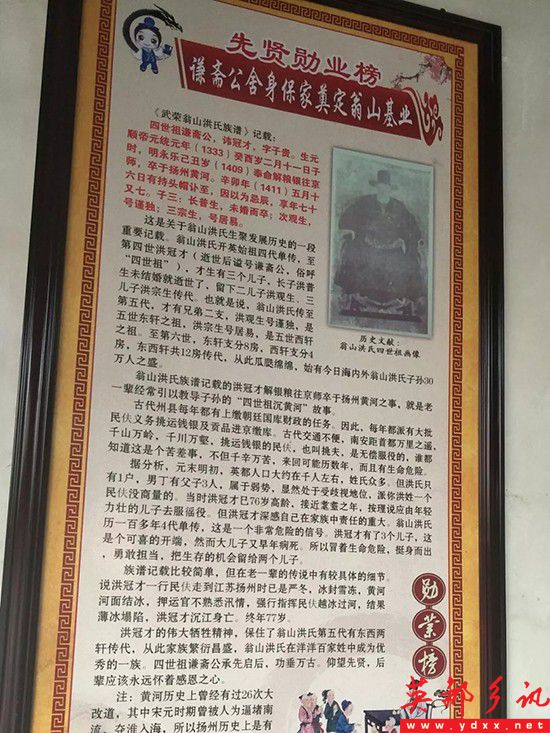 先贤勋业榜
谦斋公舍身保家奠定翁山基业
《武荣翁山洪氏族谱》记载：
四世祖谦斋公，讳冠才，字子贵。生元
顺帝元统元年（1333）癸酉岁二月十一日子
时，明永乐己丑岁（1409）奉命解粮银往京
师，卒于扬州黄河。辛卯年（1411）五月十
六日有持头帽讣至，因以为忌辰，享年七十
又七。子三：长普生，未婚而卒；次观生，
号谨独；三宗生，号居易。
这是关于翁山洪氏生聚发展历史的一段
重要记载。翁山洪氏开英始祖四代单传，至
第四世洪冠才（逝世后谥号谦斋公，俗呼
“四世祖”），才生有三个儿子，长子洪普
生未结婚就逝世了，留下二儿子洪观生、三
儿子洪宗生传代。也就是说，翁山洪氏传至
第五代，才有兄弟二支，洪观生号谨独，是
五世东轩之祖，洪宗生号居易，是五世西轩
之祖。至第六世，东轩支分8房，西轩支分4
房，东西轩共12房传代，从此瓜瓞绵绵，始有今日海内外翁山洪氏子孙30
万人之盛。
历史文献：
翁山洪氏四世祖画像
翁山洪氏族谱记载的洪冠才解银粮往京师卒于扬州黄河之事，就是老
一辈经常引以教导子孙的“四世祖沉黄河”故事。
古代州县每年都有上缴朝廷国库财政的任务。因此，每年都派有大批
民伕义务挑运钱银及贡品进京缴库。古代交通不便，南安距首都万里之遥，
千山万岭，千川万壑，挑运钱银的民伕，也叫挑夫，是无偿服役的，谁都
知道这是个苦差事，不但千辛万苦，来回可能历数年，而且有生命危险。
据分析，元末明初，英都人口大约在千人左右，姓氏众多。但洪氏只
有1户，男丁有父子3人，属于弱势，显然处于受歧视地位，派你洪姓一个
民伕没商量的。当时洪冠才已76岁高龄，接近耄耋之年，按理说应由年轻
力壮的儿子去服徭役。但洪冠才深感自己在家族中责任的重大。翁山洪氏
历一百多年4代单传，这是一个非常危险的信号。洪冠才有了3个儿子，这
是个可喜的开端，然而大儿子又早年病死。所以冒着生命危险，挺身而出
，勇敢担当，把生存的机会留给两个儿子。
族谱记载比较简单，但在老一辈的传说中有较具体的细节。
说洪冠才一行民伕走到江苏扬州时已是严冬，冰封雪冻，黄河
河面结冰，押运官不熟悉汛情，强行指挥民伕越冰过河，结果
薄冰塌陷，洪冠才沉江身亡。终年77岁。
洪冠才的伟大牺牲精神，保住了翁山洪氏第五代有东西两
轩传代，从此家族繁衍昌盛，翁山洪氏在洋洋百家姓中成为优
秀的一族。四世祖谦斋公承先启后，功垂万古。仰望先贤，后
辈应该永远怀着感恩之心。
注：黄河历史上曾经有过26次大
改道，其中宋元时期曾被人为逼堵南
流，夺淮入海，所以扬州历史上是有
勋业榜
英都乡讯
www.ydxx.net